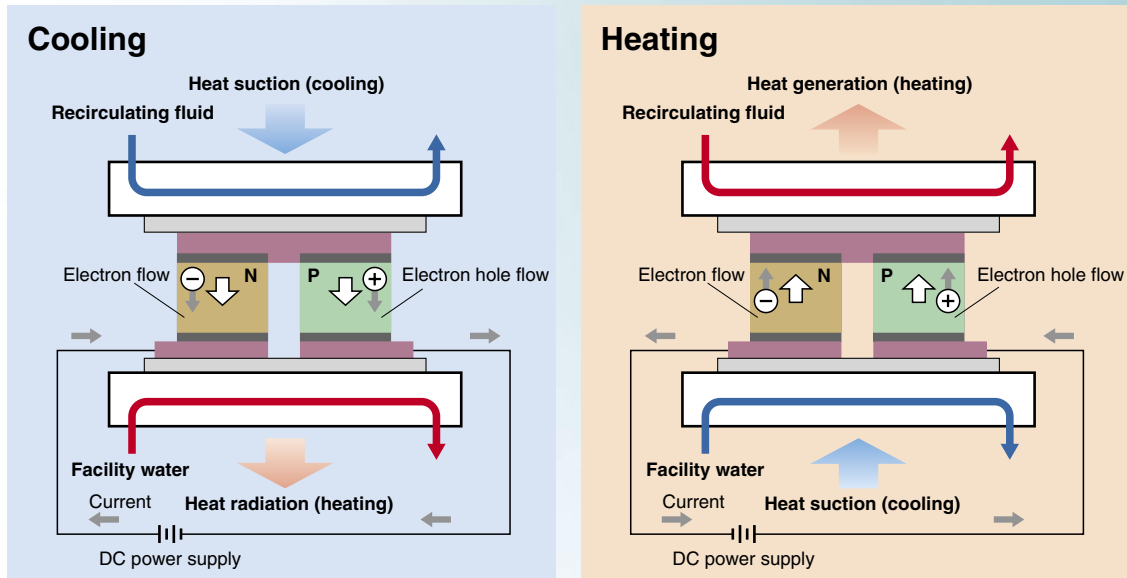 Cooling
Heat suction (cooling)
Recirculating fluid
Electron flow
−
N
P
+
Electron hole flow
Facility water
Heat radiation (heating)
Current
DC power supply
Heating
Heat generation (heating)
Recirculating fluid
Electron flow
−
N
P
+
Electron hole flow
Facility water
Heat suction (cooling)
Current
DC power supply